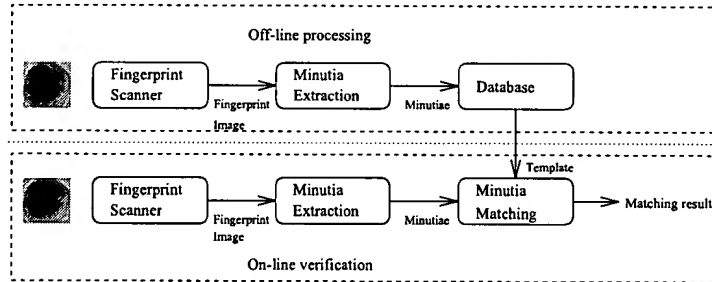 Off-line processing
Fingerprint
Scanner
Fingerprint
Image
Minutia
Extraction
Minutiae
Database
Template
Fingerprint
Scanner
Fingerprint
Image
Minutia
Extraction
Minutiae
Minutia
Matching
Matching result
On-line verification